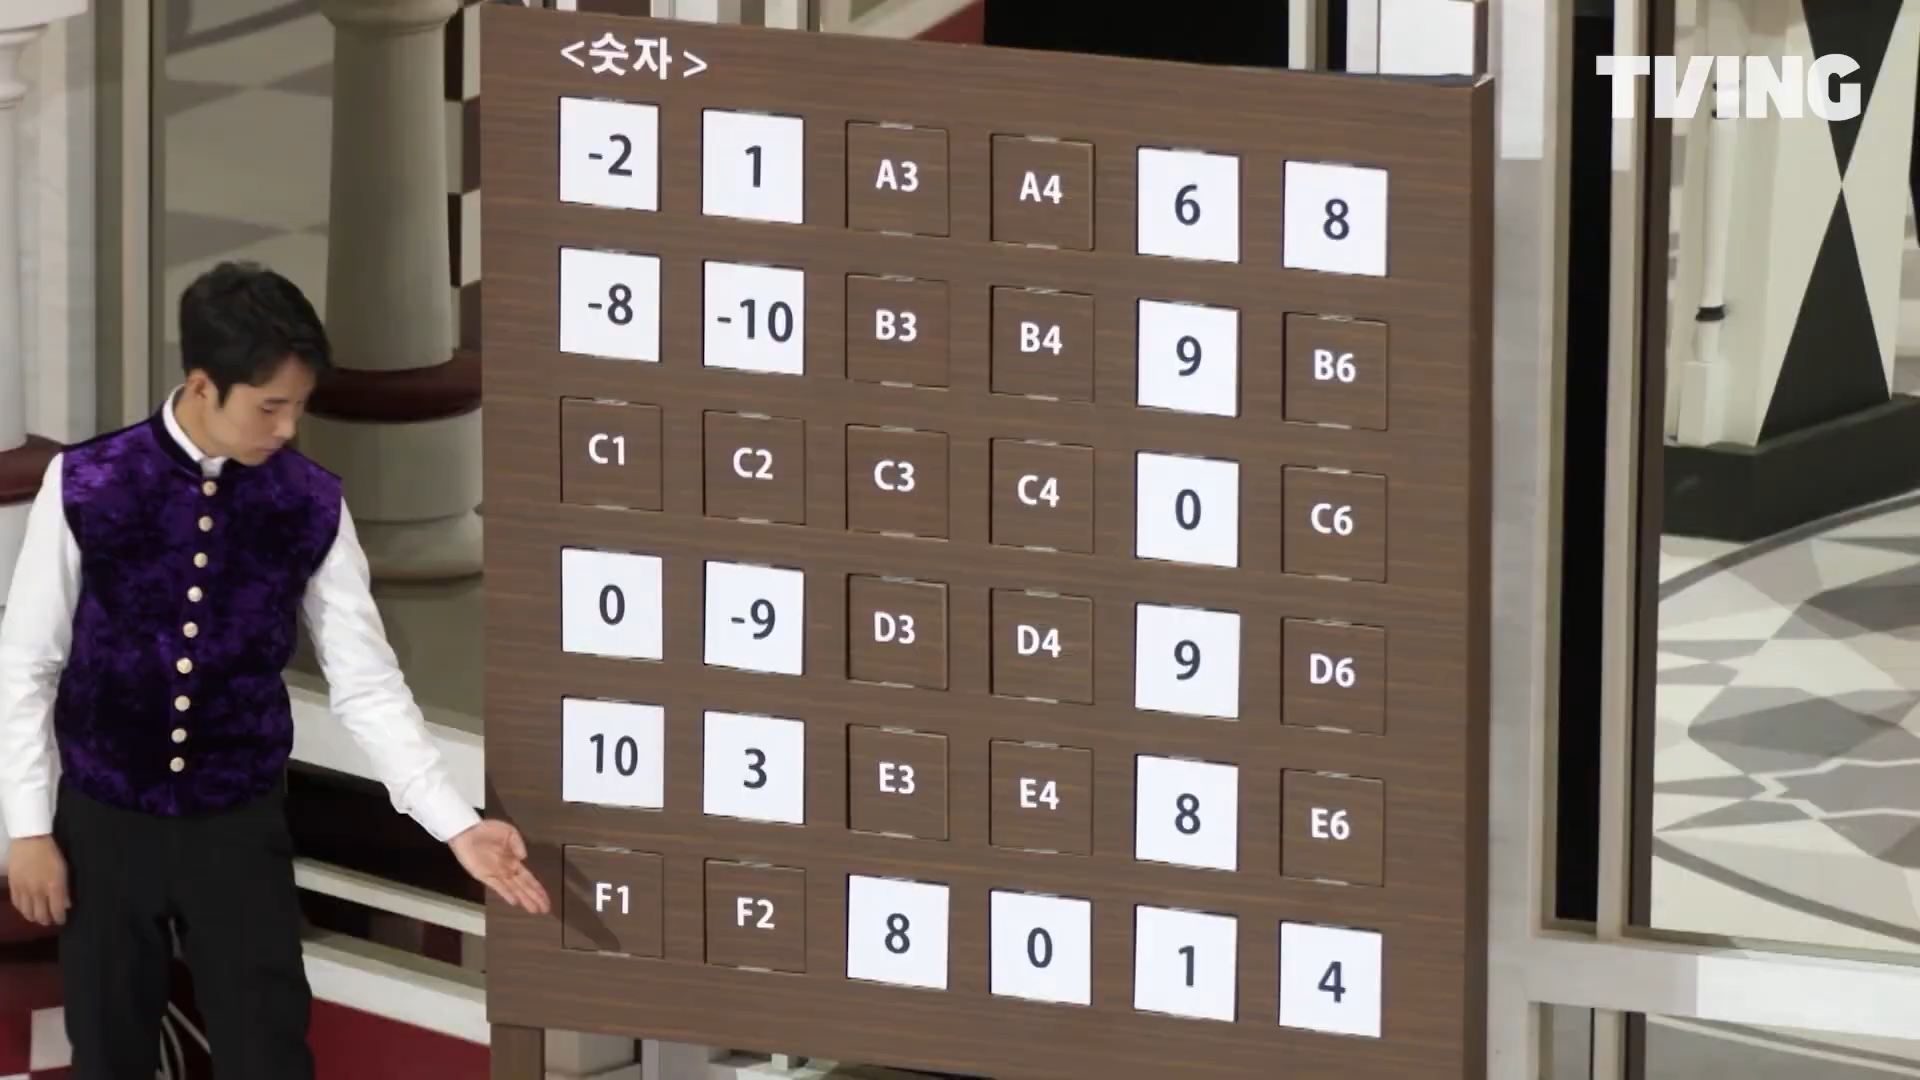 <숫자>
TVING
-2 1 A3 A4 6 8
-8 -10 B3 B4 9 B6
C1 C2 C3 C4 0 C6
0 -9 D3 D4 9 D6
10 3 E3 E4 8 E6
F1 F2 8 0 1 4